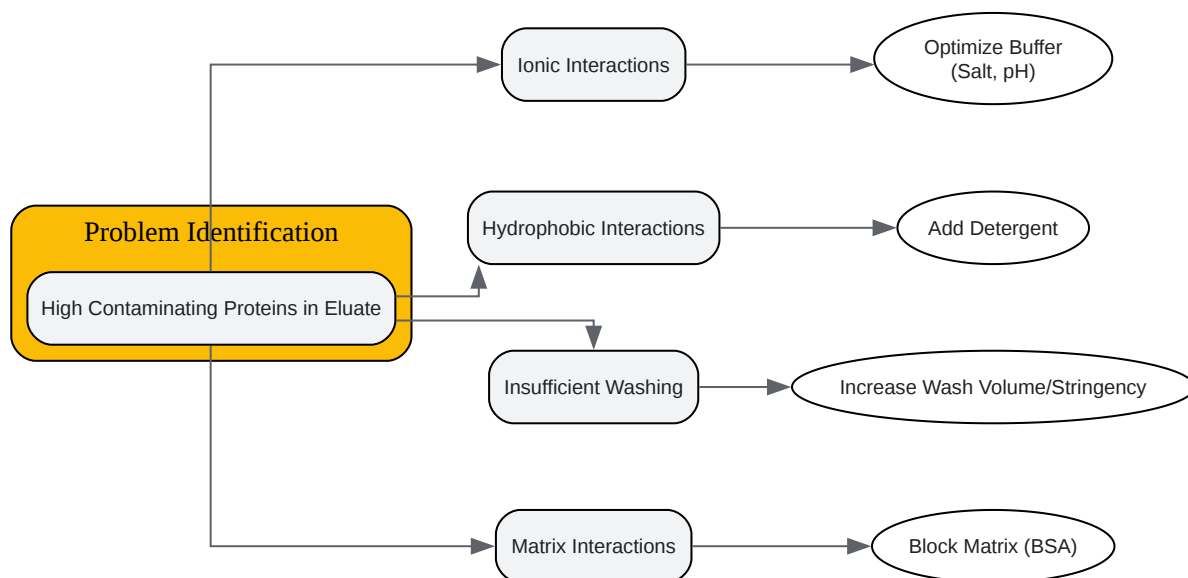 Ionic Interactions
Optimize Buffer
(Salt, pH)
Problem Identification
Hydrophobic Interactions
Add Detergent
High Contaminating Proteins in Eluate
Insufficient Washing
Increase Wash Volume/Stringency
Matrix Interactions
Block Matrix (BSA)